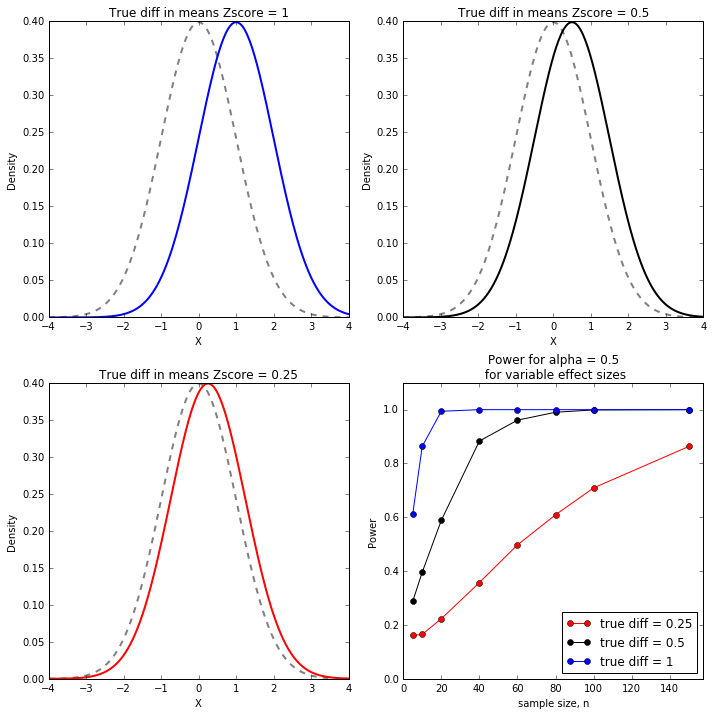 True diff in means Zscore = 1
0.40
0.35
0.30
0.25
0.20
0.15
0.10
0.05
0.00
Density
−4 −3 −2 −1 0 1 2 3 4
X
True diff in means Zscore = 0.5
0.40
0.35
0.30
0.25
0.20
0.15
0.10
0.05
0.00
Density
−4 −3 −2 −1 0 1 2 3 4
X
True diff in means Zscore = 0.25
0.40
0.35
0.30
0.25
0.20
0.15
0.10
0.05
0.00
Density
−4 −3 −2 −1 0 1 2 3 4
X
Power for alpha = 0.5
for variable effect sizes
1.0
0.8
0.6
0.4
0.2
0.0
Power
true diff = 0.25
true diff = 0.5
true diff = 1
0 20 40 60 80 100 120 140
sample size, n